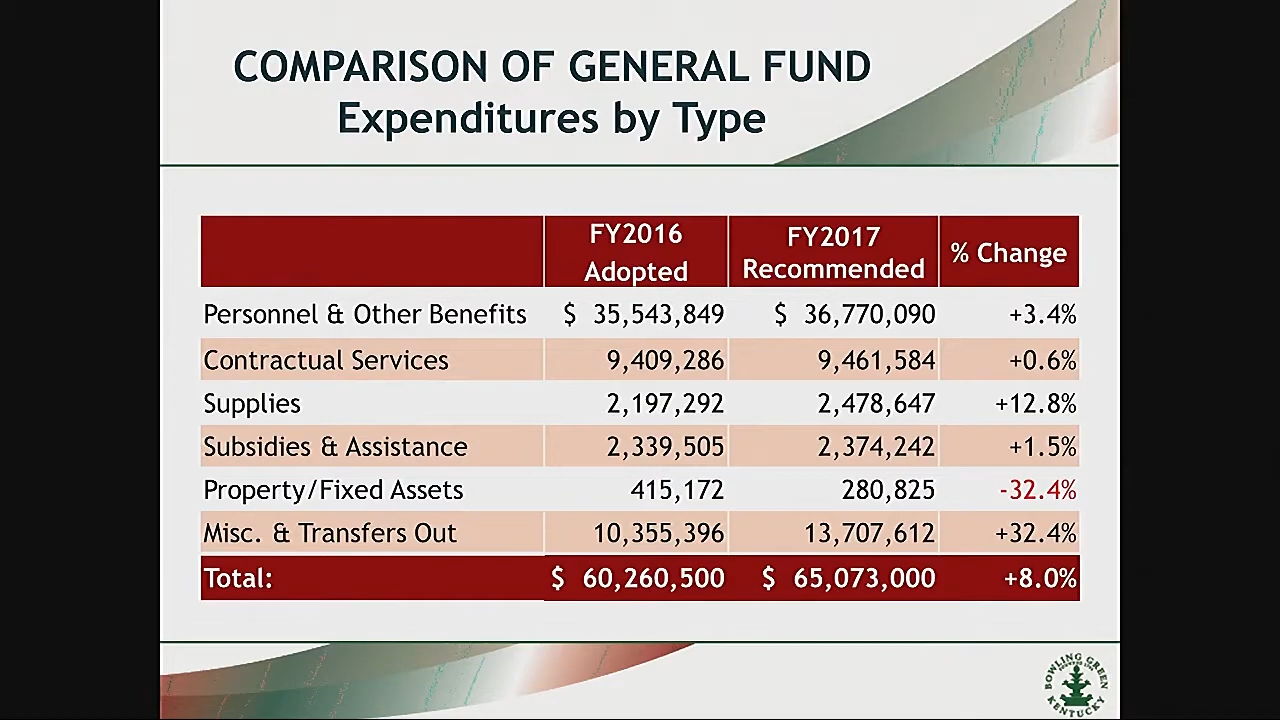 COMPARISON OF GENERAL FUND
Expenditures by Type
FY2016 Adopted FY2017 Recommended % Change
Personnel & Other Benefits $ 35,543,849 $ 36,770,090 +3.4%
Contractual Services 9,409,286 9,461,584 +0.6%
Supplies 2,197,292 2,478,647 +12.8%
Subsidies & Assistance 2,339,505 2,374,242 +1.5%
Property/Fixed Assets 415,172 280,825 -32.4%
Misc. & Transfers Out 10,355,396 13,707,612 +32.4%
Total: $ 60,260,500 $ 65,073,000 +8.0%
BOWLING GREEN
KENTUCKY